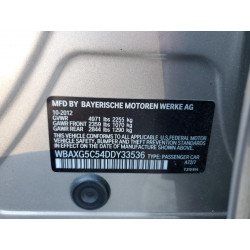 MFD BY BAYERISCHE MOTOREN WERKE AG
10-2012
GVWR 4971 lbs 2255 kg
GAWR FRONT 2359 lbs 1070 kg
GAWR REAR 2844 lbs 1290 kg
THIS VEHICLE CONFORMS TO ALL APPLICABLE
U.S. FEDERAL MOTOR VEHICLE SAFETY, BUMPER,
AND THEFT PREVENTION STANDARDS IN EFFECT
ON THE DATE OF MANUFACTURE SHOWN ABOVE.
WBAXG5C54DDY33536 TYPE: PASSENGER CAR